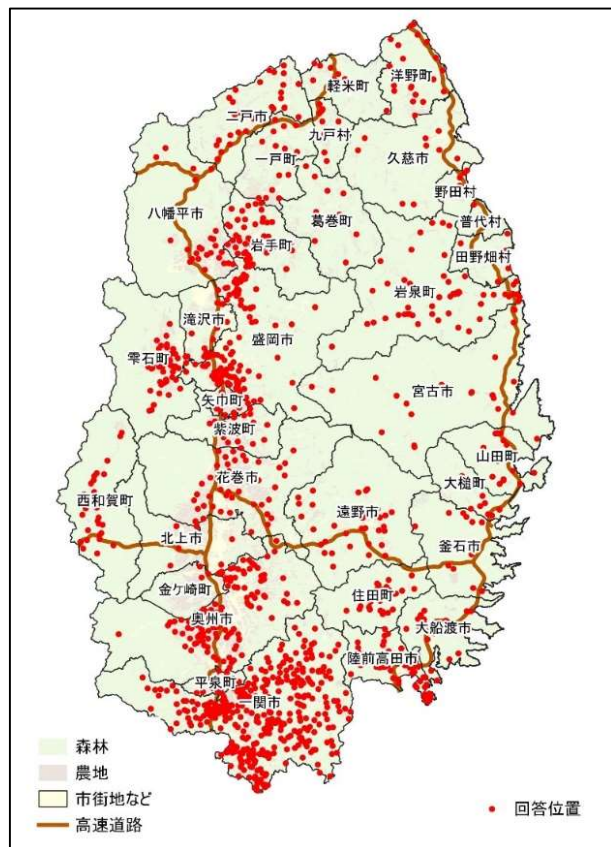 洋野町
軽米町
二戸市
九戸村
一戸町
久慈市
野田村
八幡平市
葛巻町
普代村
岩手町
田野畑村
岩泉町
滝沢市
盛岡市
雫石町
宮古市
矢巾町
紫波町
山田町
花巻市
大槌町
西和賀町
遠野市
北上市
釜石市
金ケ崎町
住田町
奥州市
大船渡市
陸前高田市
平泉町
一関市
森林
農地
市街地など
高速道路
回答位置